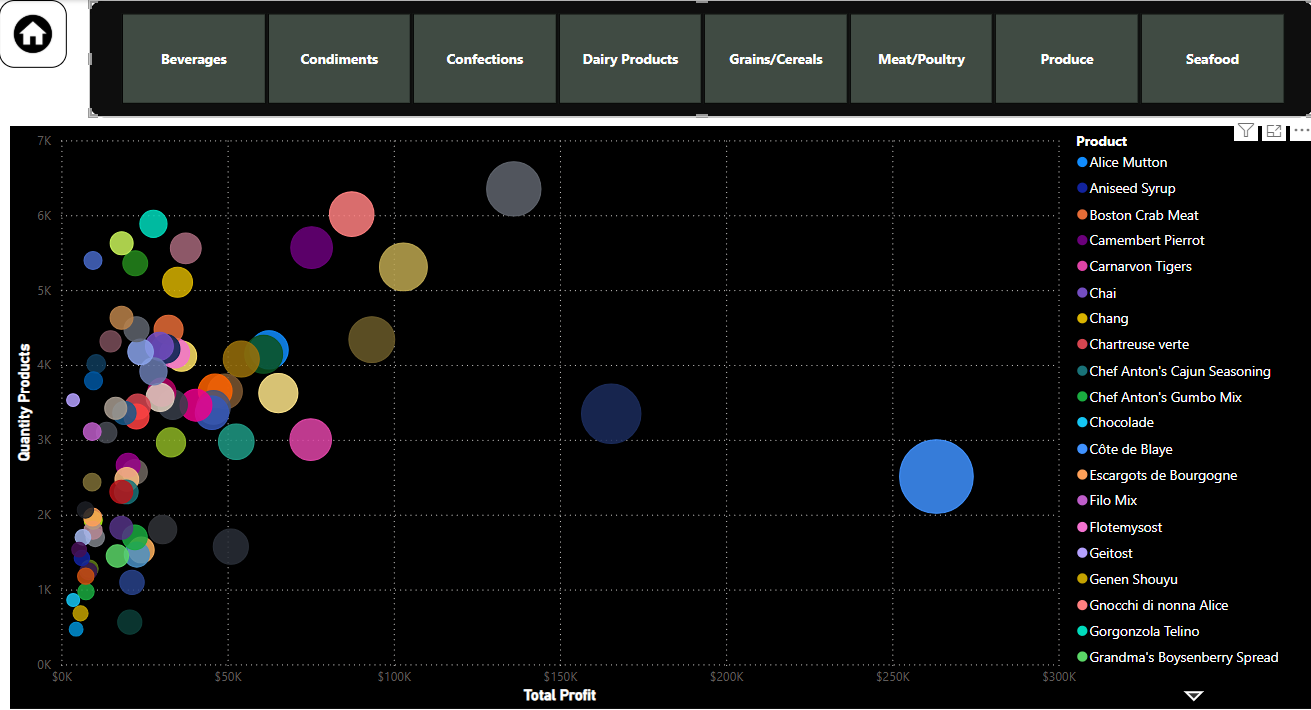 Beverages
Condiments
Confections
Dairy Products
Grains/Cereals
Meat/Poultry
Produce
Seafood
7K
6K
5K
4K
3K
2K
1K
0K
Quantity Products
$0K
$50K
$100K
$150K
$200K
$250K
$300K
Total Profit
Product
Alice Mutton
Aniseed Syrup
Boston Crab Meat
Camembert Pierrot
Carnarvon Tigers
Chai
Chang
Chartreuse verte
Chef Anton's Cajun Seasoning
Chef Anton's Gumbo Mix
Chocolade
Côte de Blaye
Escargots de Bourgogne
Filo Mix
Flotemysost
Geitost
Genen Shouyu
Gnocchi di nonna Alice
Gorgonzola Telino
Grandma's Boysenberry Spread